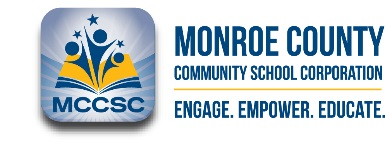 MCCSC
MONROE COUNTY
COMMUNITY SCHOOL CORPORATION
ENGAGE. EMPOWER. EDUCATE.